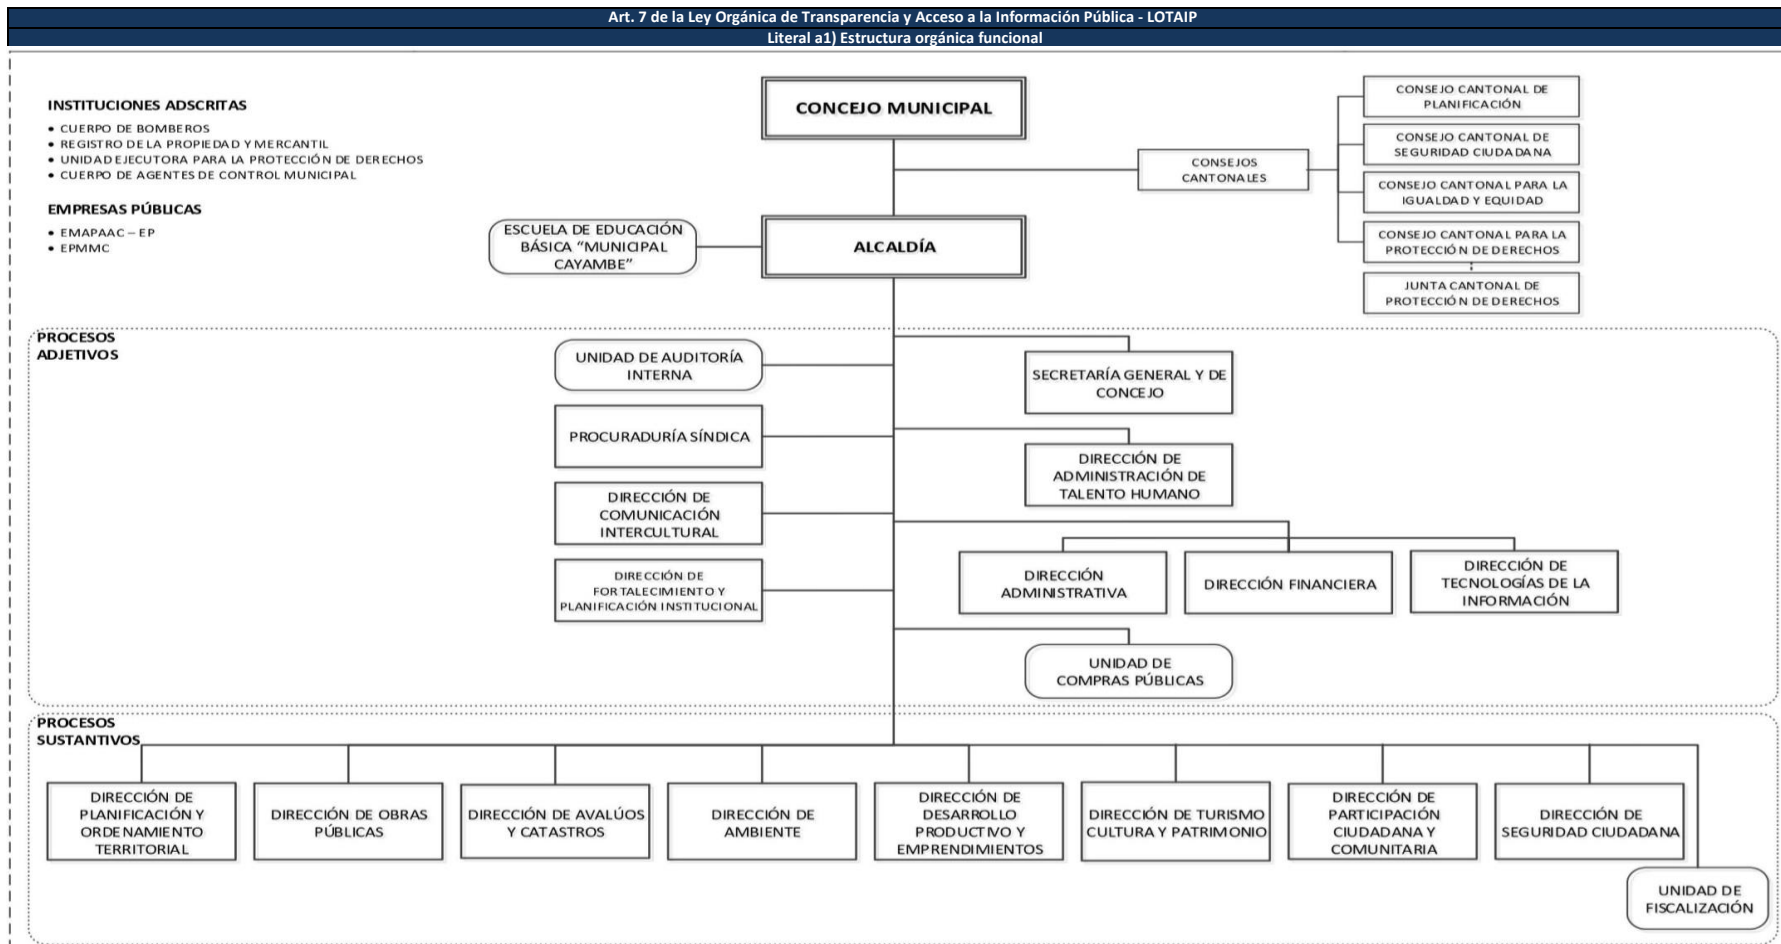 Art. 7 de la Ley Orgánica de Transparencia y Acceso a la Información Pública - LOTAIP
Literal a1) Estructura orgánica funcional
INSTITUCIONES ADSCRITAS
• CUERPO DE BOMBEROS
• REGISTRO DE LA PROPIEDAD Y MERCANTIL
• UNIDAD EJECUTORA PARA LA PROTECCIÓN DE DERECHOS
• CUERPO DE AGENTES DE CONTROL MUNICIPAL
EMPRESAS PÚBLICAS
• EMAPAAC – EP
• EPMMC
CONCEJO MUNICIPAL
CONSEJOS
CANTONALES
CONSEJO CANTONAL DE
PLANIFICACIÓN
CONSEJO CANTONAL DE
SEGURIDAD CIUDADANA
CONSEJO CANTONAL PARA LA
IGUALDAD Y EQUIDAD
CONSEJO CANTONAL PARA LA
PROTECCIÓN DE DERECHOS
JUNTA CANTONAL DE
PROTECCIÓN DE DERECHOS
ESCUELA DE EDUCACIÓN
BÁSICA “MUNICIPAL
CAYAMBE”
ALCALDÍA
PROCESOS
ADJETIVOS
UNIDAD DE AUDITORÍA
INTERNA
SECRETARÍA GENERAL Y DE
CONCEJO
PROCURADURÍA SÍNDICA
DIRECCIÓN DE
ADMINISTRACIÓN DE
TALENTO HUMANO
DIRECCIÓN DE
COMUNICACIÓN
INTERCULTURAL
DIRECCIÓN
ADMINISTRATIVA
DIRECCIÓN FINANCIERA
DIRECCIÓN DE
TECNOLOGÍAS DE LA
INFORMACIÓN
DIRECCIÓN DE
FORTALECIMIENTO Y
PLANIFICACIÓN INSTITUCIONAL
UNIDAD DE
COMPRAS PÚBLICAS
PROCESOS
SUSTANTIVOS
DIRECCIÓN DE
PLANIFICACIÓN Y
ORDENAMIENTO
TERRITORIAL
DIRECCIÓN DE OBRAS
PÚBLICAS
DIRECCIÓN DE AVALÚOS
Y CATASTROS
DIRECCIÓN DE
AMBIENTE
DIRECCIÓN DE
DESARROLLO
PRODUCTIVO Y
EMPRENDIMIENTOS
DIRECCIÓN DE TURISMO
CULTURA Y PATRIMONIO
DIRECCIÓN DE
PARTICIPACIÓN
CIUDADANA Y
COMUNITARIA
DIRECCIÓN DE
SEGURIDAD CIUDADANA
UNIDAD DE
FISCALIZACIÓN